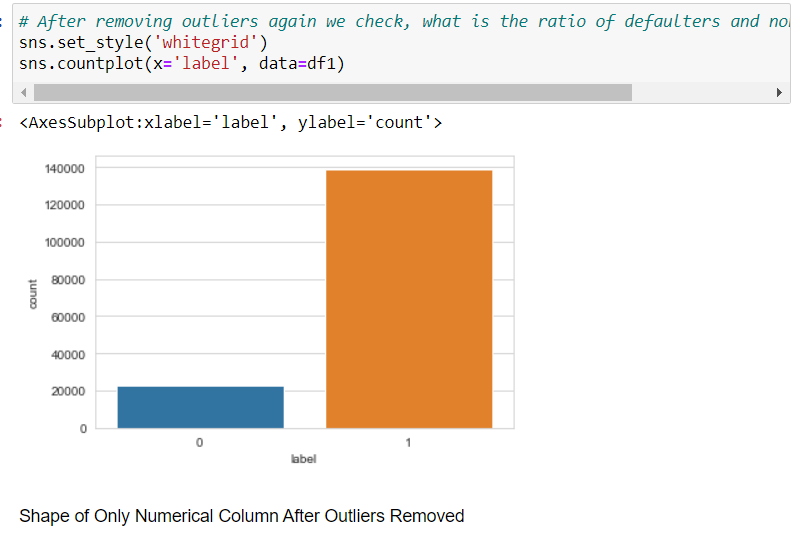 # After removing outliers again we check, what is the ratio of defaulters and
sns.set_style('whitegrid')
sns.countplot(x='label', data=df1)
<AxesSubplot:xlabel='label', ylabel='count'>
140000
120000
100000
80000
60000
40000
20000
0
count
0 1
label
Shape of Only Numerical Column After Outliers Removed